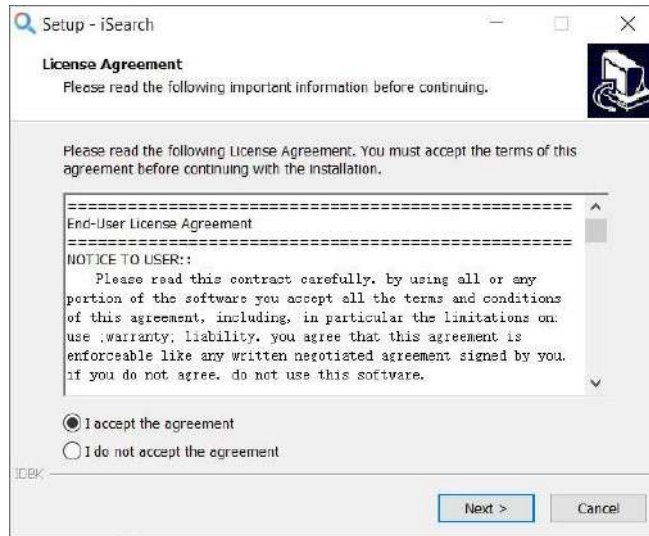 Setup - iSearch
License Agreement
Please read the following important information before continuing.
Please read the following License Agreement. You must accept the terms of this
agreement before continuing with the installation.
============================================================
End-User License Agreement
============================================================
NOTICE TO USER::
Please read this contract carefully. by using all or any
portion of the software you accept all the terms and conditions
of this agreement, including, in particular the limitations on:
use ;warranty; liability. you agree that this agreement is
enforceable like any written negotiated agreement signed by you.
if you do not agree. do not use this software.
I accept the agreement
I do not accept the agreement
IDBK
Next >
Cancel